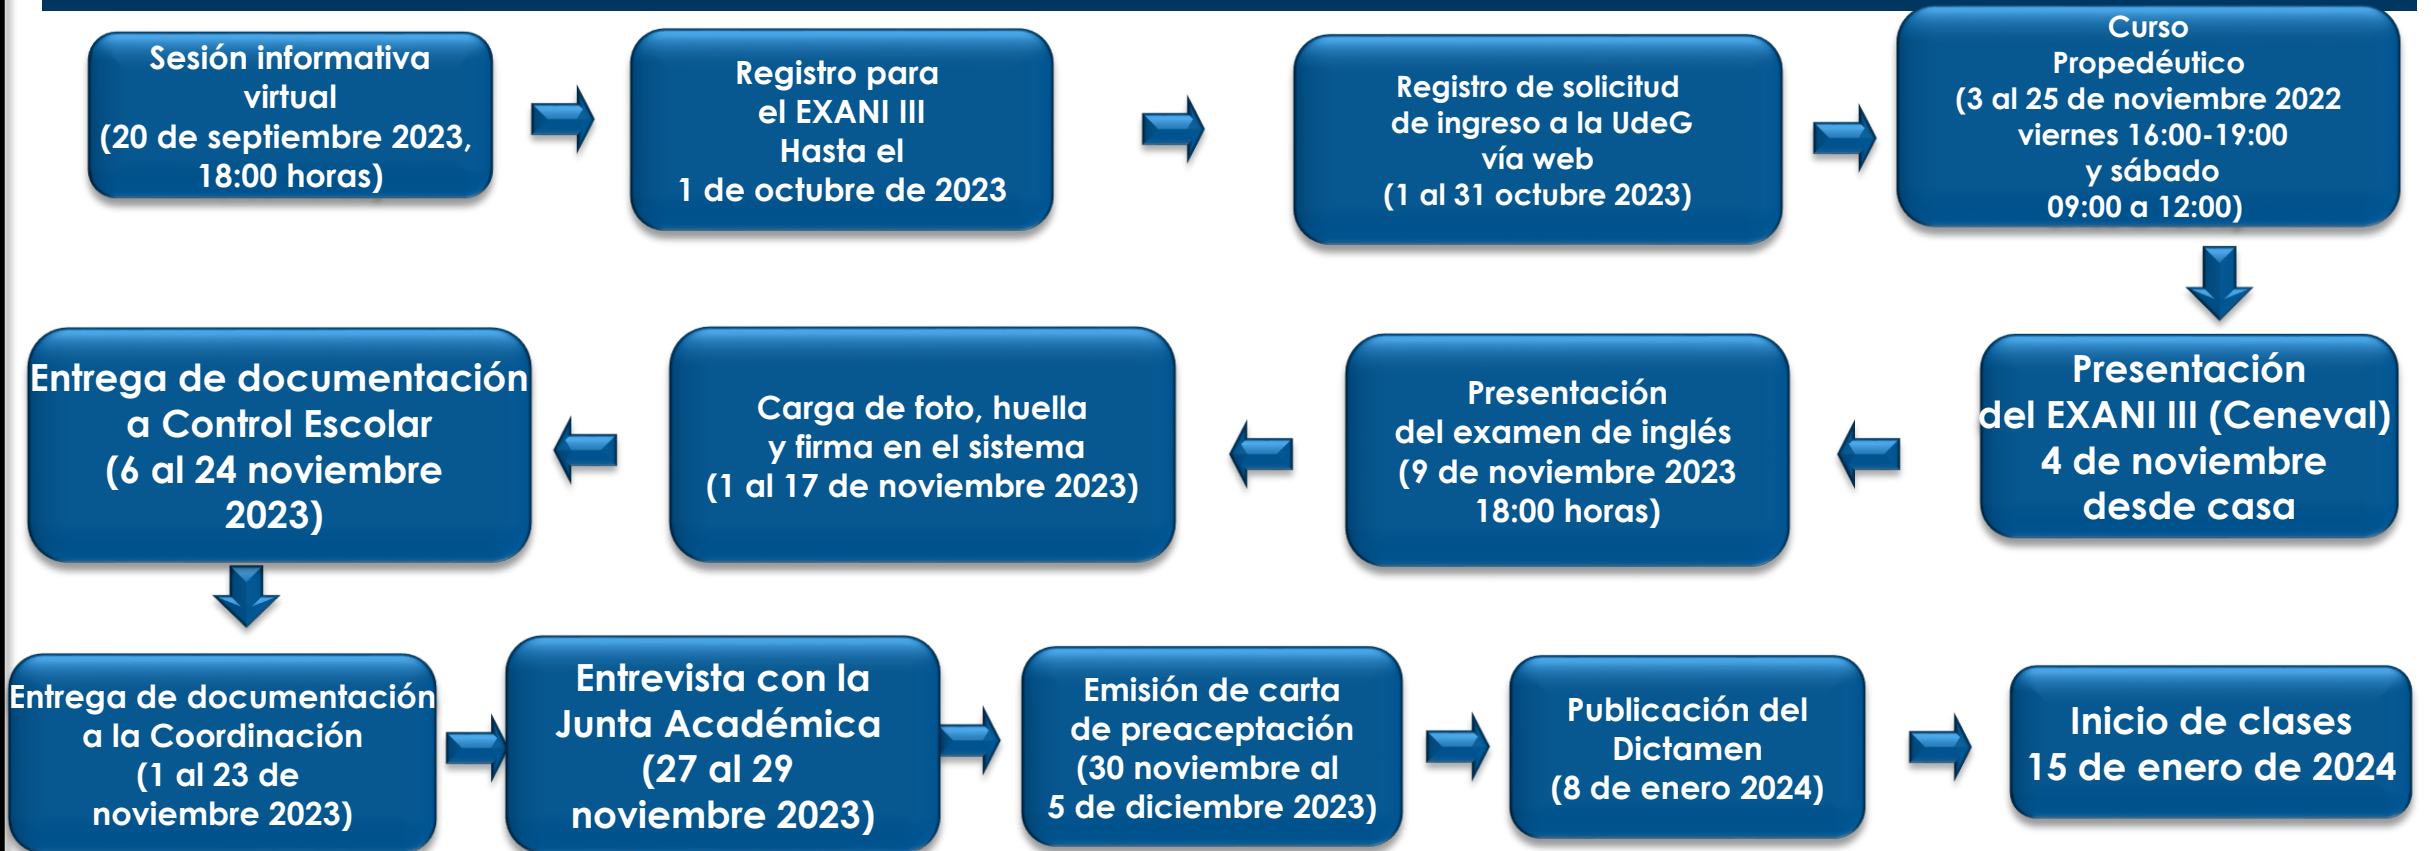 Sesión informativa
virtual
(20 de septiembre 2023,
18:00 horas)
Registro para
el EXANI III
Hasta el
1 de octubre de 2023
Registro de solicitud
de ingreso a la UdeG
vía web
(1 al 31 octubre 2023)
Curso
Propedéutico
(3 al 25 de noviembre 2022
viernes 16:00-19:00
y sábado
09:00 a 12:00)
Presentación
del EXANI III (Ceneval)
4 de noviembre
desde casa
Presentación
del examen de inglés
(9 de noviembre 2023
18:00 horas)
Carga de foto, huella
y firma en el sistema
(1 al 17 de noviembre 2023)
Entrega de documentación
a Control Escolar
(6 al 24 noviembre
2023)
Entrega de documentación
a la Coordinación
(1 al 23 de
noviembre 2023)
Entrevista con la
Junta Académica
(27 al 29
noviembre 2023)
Emisión de carta
de preaceptación
(30 noviembre al
5 de diciembre 2023)
Publicación del
Dictamen
(8 de enero 2024)
Inicio de clases
15 de enero de 2024